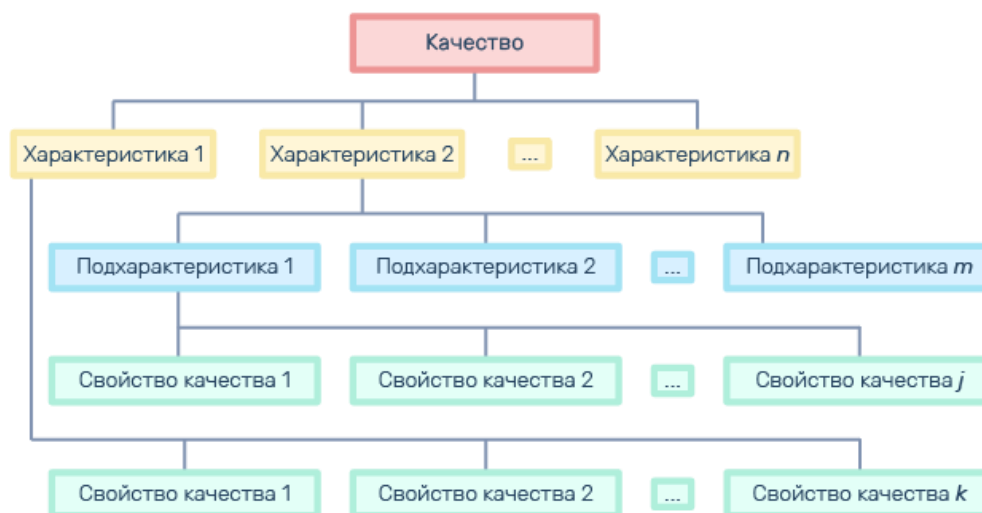 Качество
Характеристика 1
Характеристика 2
...
Характеристика n
Подхарактеристика 1
Подхарактеристика 2
...
Подхарактеристика m
Свойство качества 1
Свойство качества 2
...
Свойство качества j
Свойство качества 1
Свойство качества 2
...
Свойство качества k